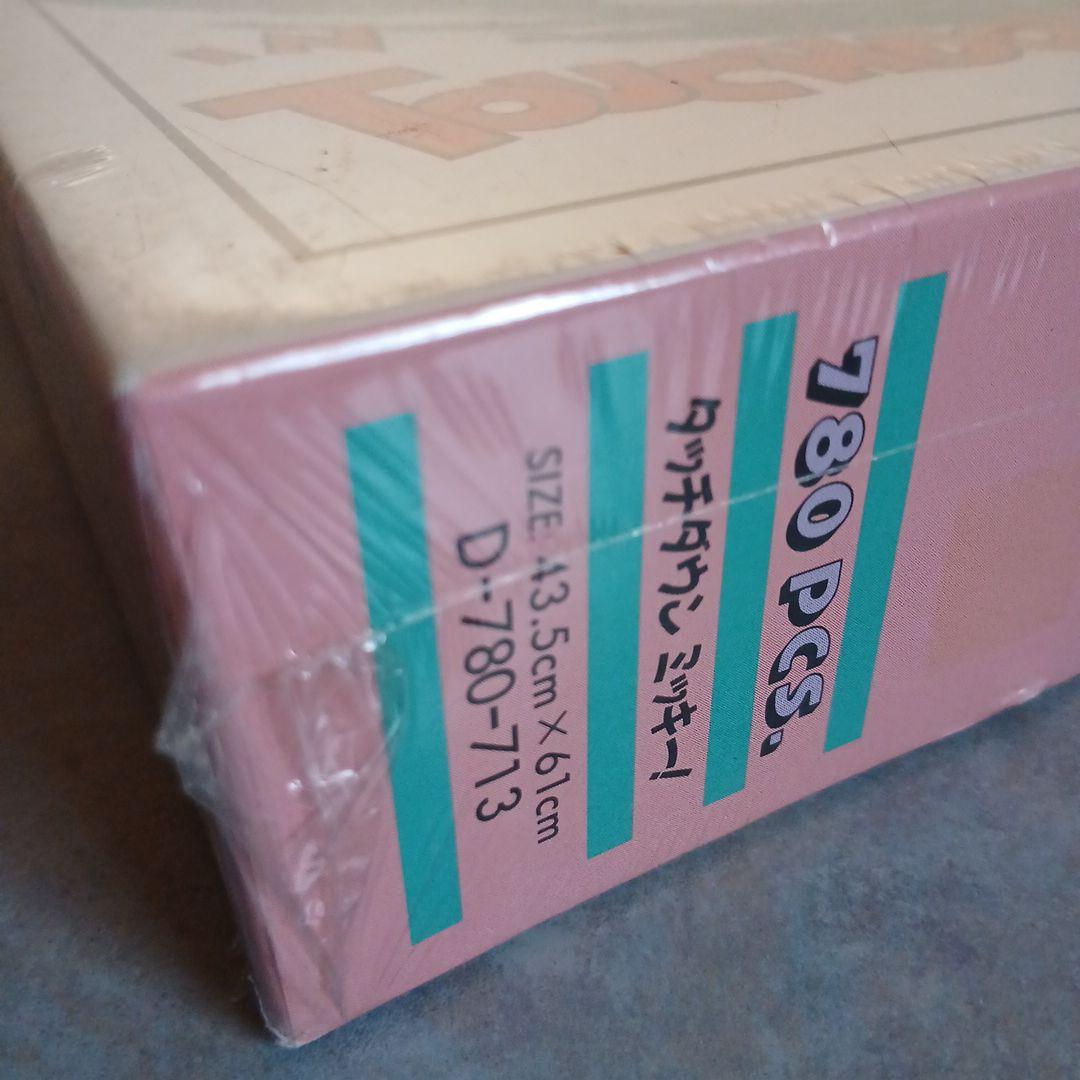 780 pcs.
タッチダウン ミッキー!
SIZE: 43.5cm×61cm
D-780-713